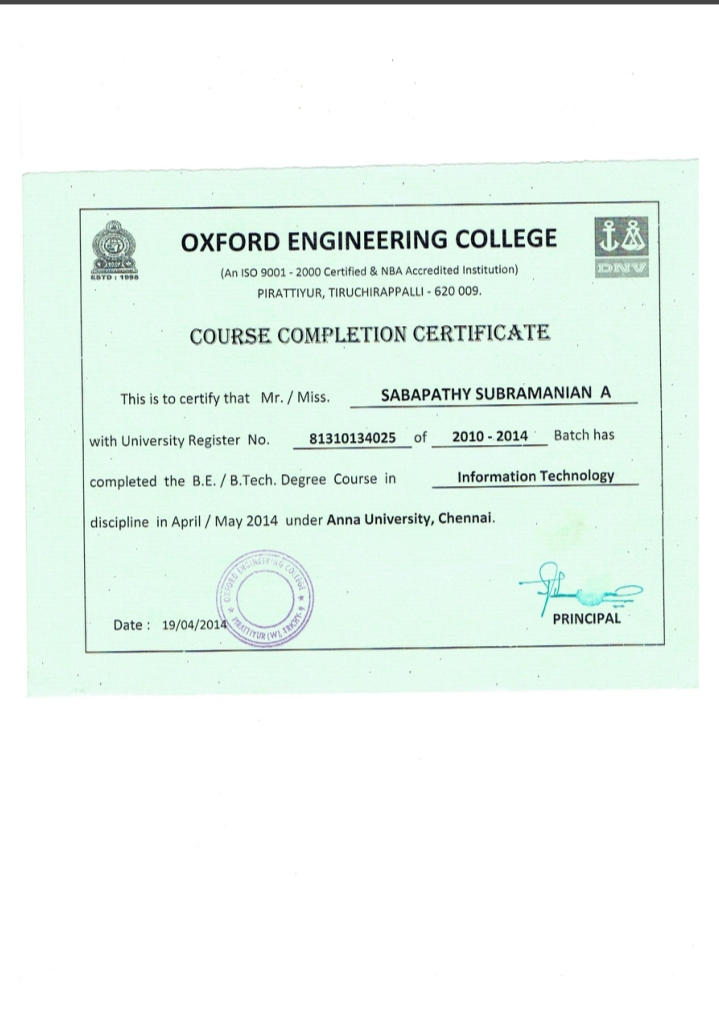 OXFORD ENGINEERING COLLEGE
ESTD : 1998
DNV
(An ISO 9001 - 2000 Certified & NBA Accredited Institution)
PIRATTIYUR, TIRUCHIRAPPALLI - 620 009.
COURSE COMPLETION CERTIFICATE
This is to certify that Mr. / Miss. SABAPATHY SUBRAMANIAN A
with University Register No. 81310134025 of 2010 - 2014 Batch has
completed the B.E. / B.Tech. Degree Course in Information Technology
discipline in April / May 2014 under Anna University, Chennai.
OXFORD ENGINEERING COLLEGE
PIRATTIYUR (W), TRICHY-9
Date : 19/04/2014
PRINCIPAL